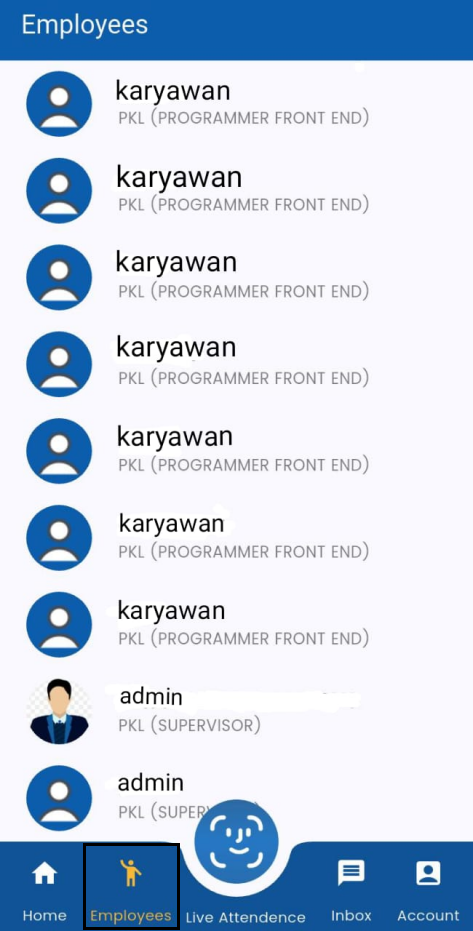 Employees
karyawan
PKL (PROGRAMMER FRONT END)
karyawan
PKL (PROGRAMMER FRONT END)
karyawan
PKL (PROGRAMMER FRONT END)
karyawan
PKL (PROGRAMMER FRONT END)
karyawan
PKL (PROGRAMMER FRONT END)
karyawan
PKL (PROGRAMMER FRONT END)
karyawan
PKL (PROGRAMMER FRONT END)
admin
PKL (SUPERVISOR)
admin
PKL
Home Employees Live Attendence Inbox Account